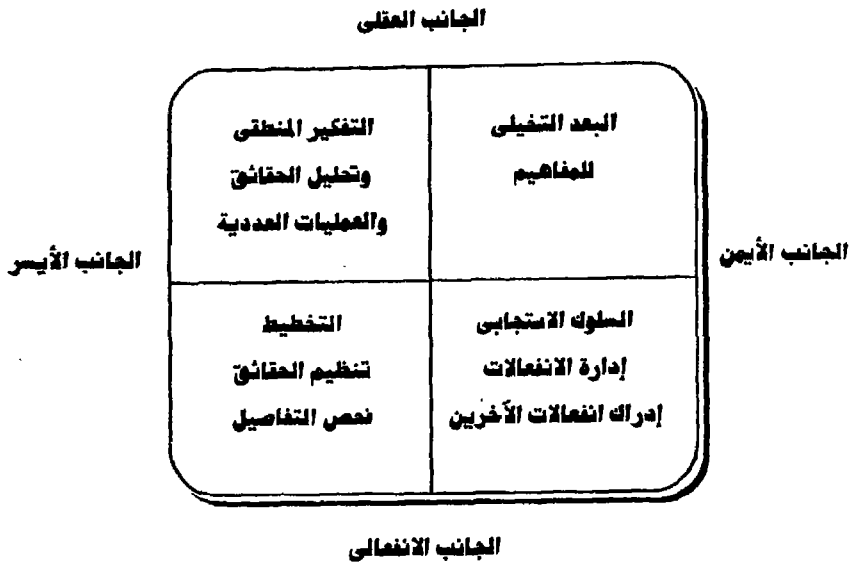 الجانب العقلى
البعد التخيلى
للمفاهيم
التفكير المنطقى
وتحليل الحقائق
والعمليات العددية
الجانب الأيمن
الجانب الأيسر
السلوك الاستجابى
إدارة الانفعالات
إدراك انفعالات الآخرين
التخطيط
تنظيم الحقائق
فحص التفاصيل
الجانب الانفعالى